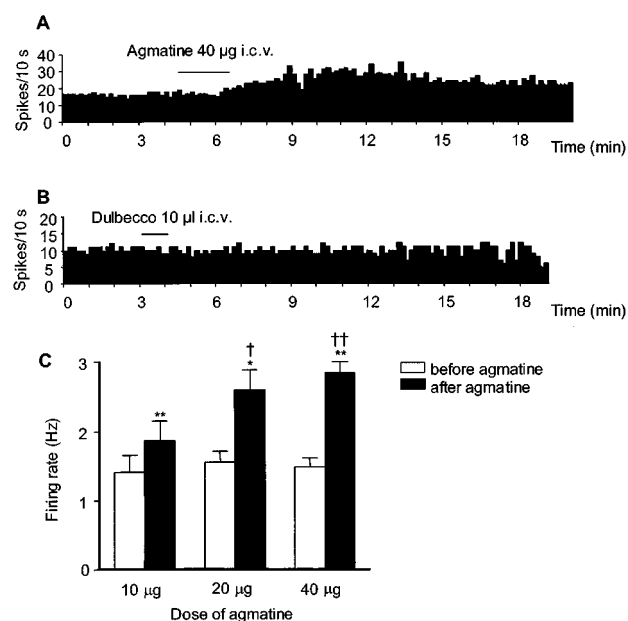 A
Agmatine 40 µg i.c.v.
Spikes/10 s
40
30
20
10
0
0 3 6 9 12 15 18
Time (min)
B
Dulbecco 10 µl i.c.v.
Spikes/10 s
20
15
10
5
0
0 3 6 9 12 15 18
Time (min)
C
Firing rate (Hz)
3
2
1
0
**
†
*
††
**
before agmatine
after agmatine
10 µg 20 µg 40 µg
Dose of agmatine